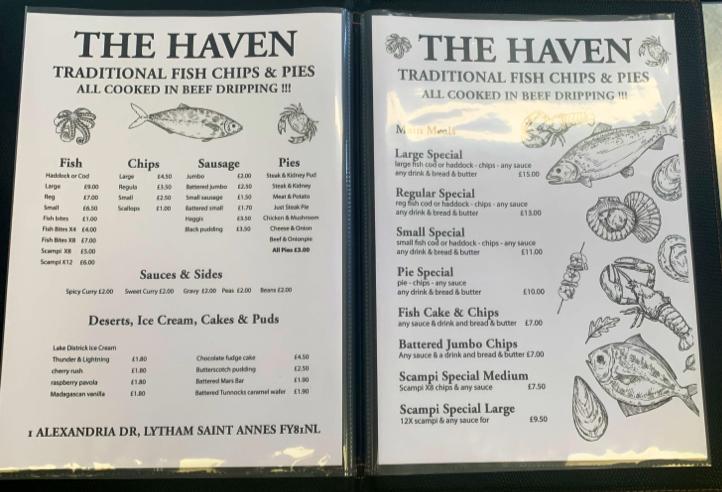 THE HAVEN
TRADITIONAL FISH CHIPS & PIES
ALL COOKED IN BEEF DRIPPING !!!
Fish
Haddock or Cod
Large £9.00
Reg £7.00
Small £6.50
Fish bites £1.00
Fish Bites X4 £4.00
Fish Bites X8 £7.00
Scampi X8 £5.00
Scampi X12 £6.00
Chips
Large £4.50
Regula £3.50
Small £2.50
Scallops £1.00
Sausage
Jumbo £2.00
Battered jumbo £2.50
Small sausage £1.50
Battered small £1.70
Haggis £3.50
Black pudding £3.50
Pies
Steak & Kidney Pud
Steak & Kidney
Meat & Potato
Just Steak Pie
Chicken & Mushroom
Cheese & Onion
Beef & Onionpie
All Pies £3.00
Sauces & Sides
Spicy Curry £2.00 Sweet Curry £2.00 Gravy £2.00 Peas £2.00 Beans £2.00
Deserts, Ice Cream, Cakes & Puds
Lake District Ice Cream
Thunder & Lightning £1.80
cherry rush £1.80
raspberry pavola £1.80
Madagascan vanilla £1.80
Chocolate fudge cake £4.50
Butterscotch pudding £2.50
Battered Mars Bar £1.90
Battered Tunnocks caramel wafer £1.90
1 ALEXANDRIA DR, LYTHAM SAINT ANNES FY81NL
THE HAVEN
TRADITIONAL FISH CHIPS & PIES
ALL COOKED IN BEEF DRIPPING !!!
Main Meals
Large Special
large fish cod or haddock - chips - any sauce
any drink & bread & butter £15.00
Regular Special
reg fish cod or haddock - chips - any sauce
any drink & bread & butter £13.00
Small Special
small fish cod or haddock - chips - any sauce
any drink & bread & butter £11.00
Pie Special
pie - chips - any sauce
any drink & bread & butter £10.00
Fish Cake & Chips
any sauce & drink and bread & butter £7.00
Battered Jumbo Chips
Any sauce & a drink and bread & butter £7.00
Scampi Special Medium
Scampi X8 chips & any sauce £7.50
Scampi Special Large
12X scampi & any sauce for £9.50